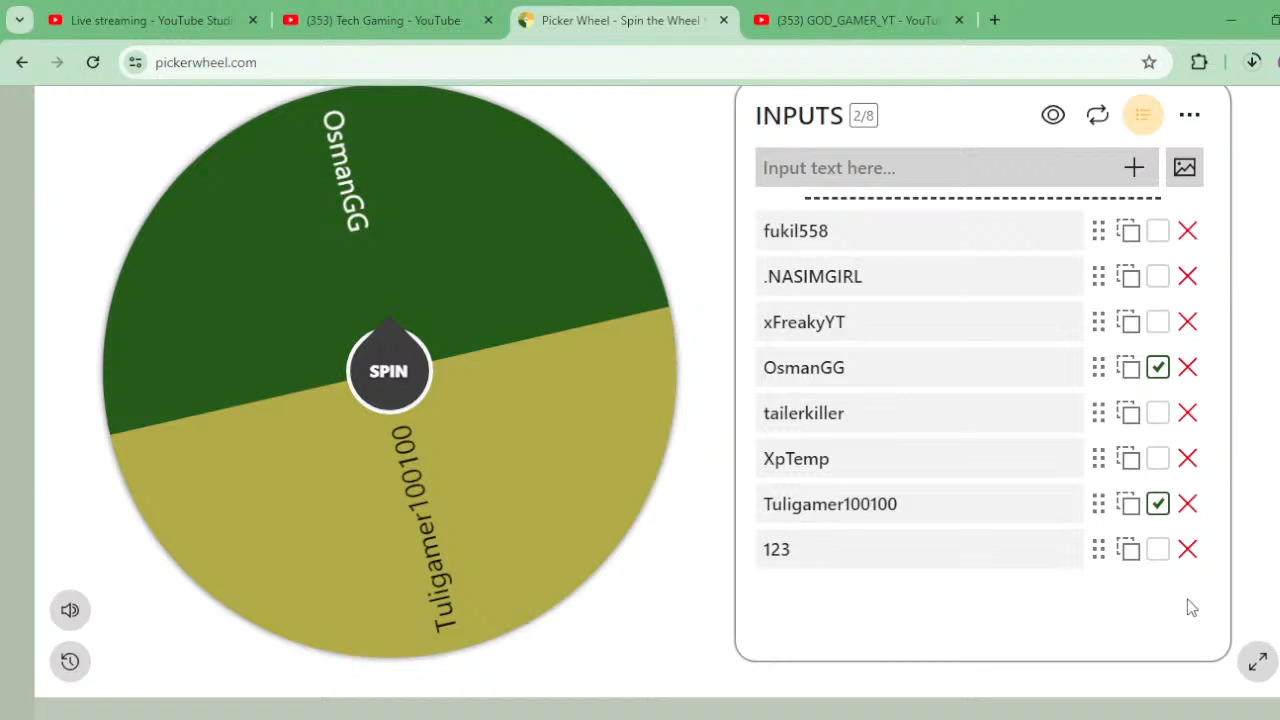 Live streaming - YouTube Studi
(353) Tech Gaming - YouTube
Picker Wheel - Spin the Wheel
(353) GOD_GAMER_YT - YouTu
pickerwheel.com
OsmanGG
SPIN
Tuligamer100100
INPUTS 2/8
Input text here...
fukil558
.NASIMGIRL
xFreakyYT
OsmanGG
tailerkiller
XpTemp
Tuligamer100100
123